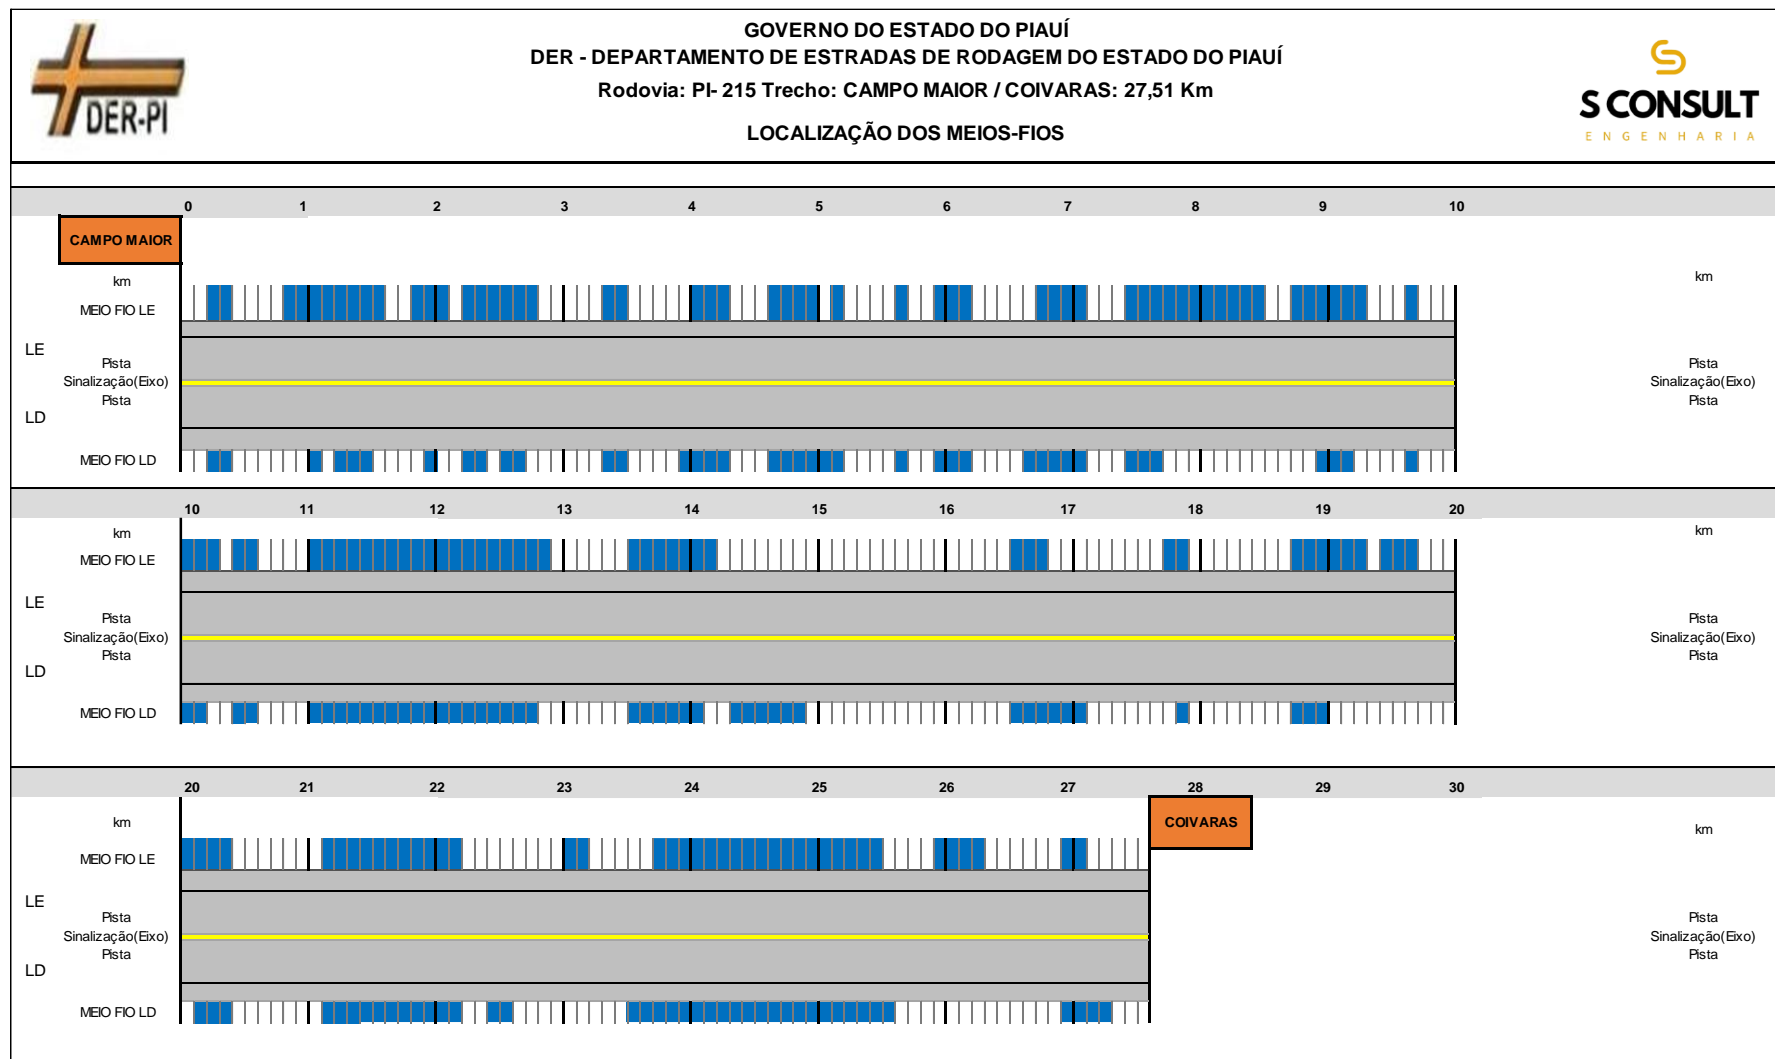 GOVERNO DO ESTADO DO PIAUÍ
DER - DEPARTAMENTO DE ESTRADAS DE RODAGEM DO ESTADO DO PIAUÍ
Rodovia: PI- 215 Trecho: CAMPO MAIOR / COIVARAS: 27,51 Km
LOCALIZAÇÃO DOS MEIOS-FIOS
DER-PI
S CONSULT
ENGENHARIA
0 1 2 3 4 5 6 7 8 9 10
CAMPO MAIOR
km km
MEIO FIO LE
LE
Pista Pista
Sinalização(Eixo) Sinalização(Eixo)
Pista Pista
LD
MEIO FIO LD
10 11 12 13 14 15 16 17 18 19 20
km km
MEIO FIO LE
LE
Pista Pista
Sinalização(Eixo) Sinalização(Eixo)
Pista Pista
LD
MEIO FIO LD
20 21 22 23 24 25 26 27 28 29 30
COIVARAS
km km
MEIO FIO LE
LE
Pista Pista
Sinalização(Eixo) Sinalização(Eixo)
Pista Pista
LD
MEIO FIO LD